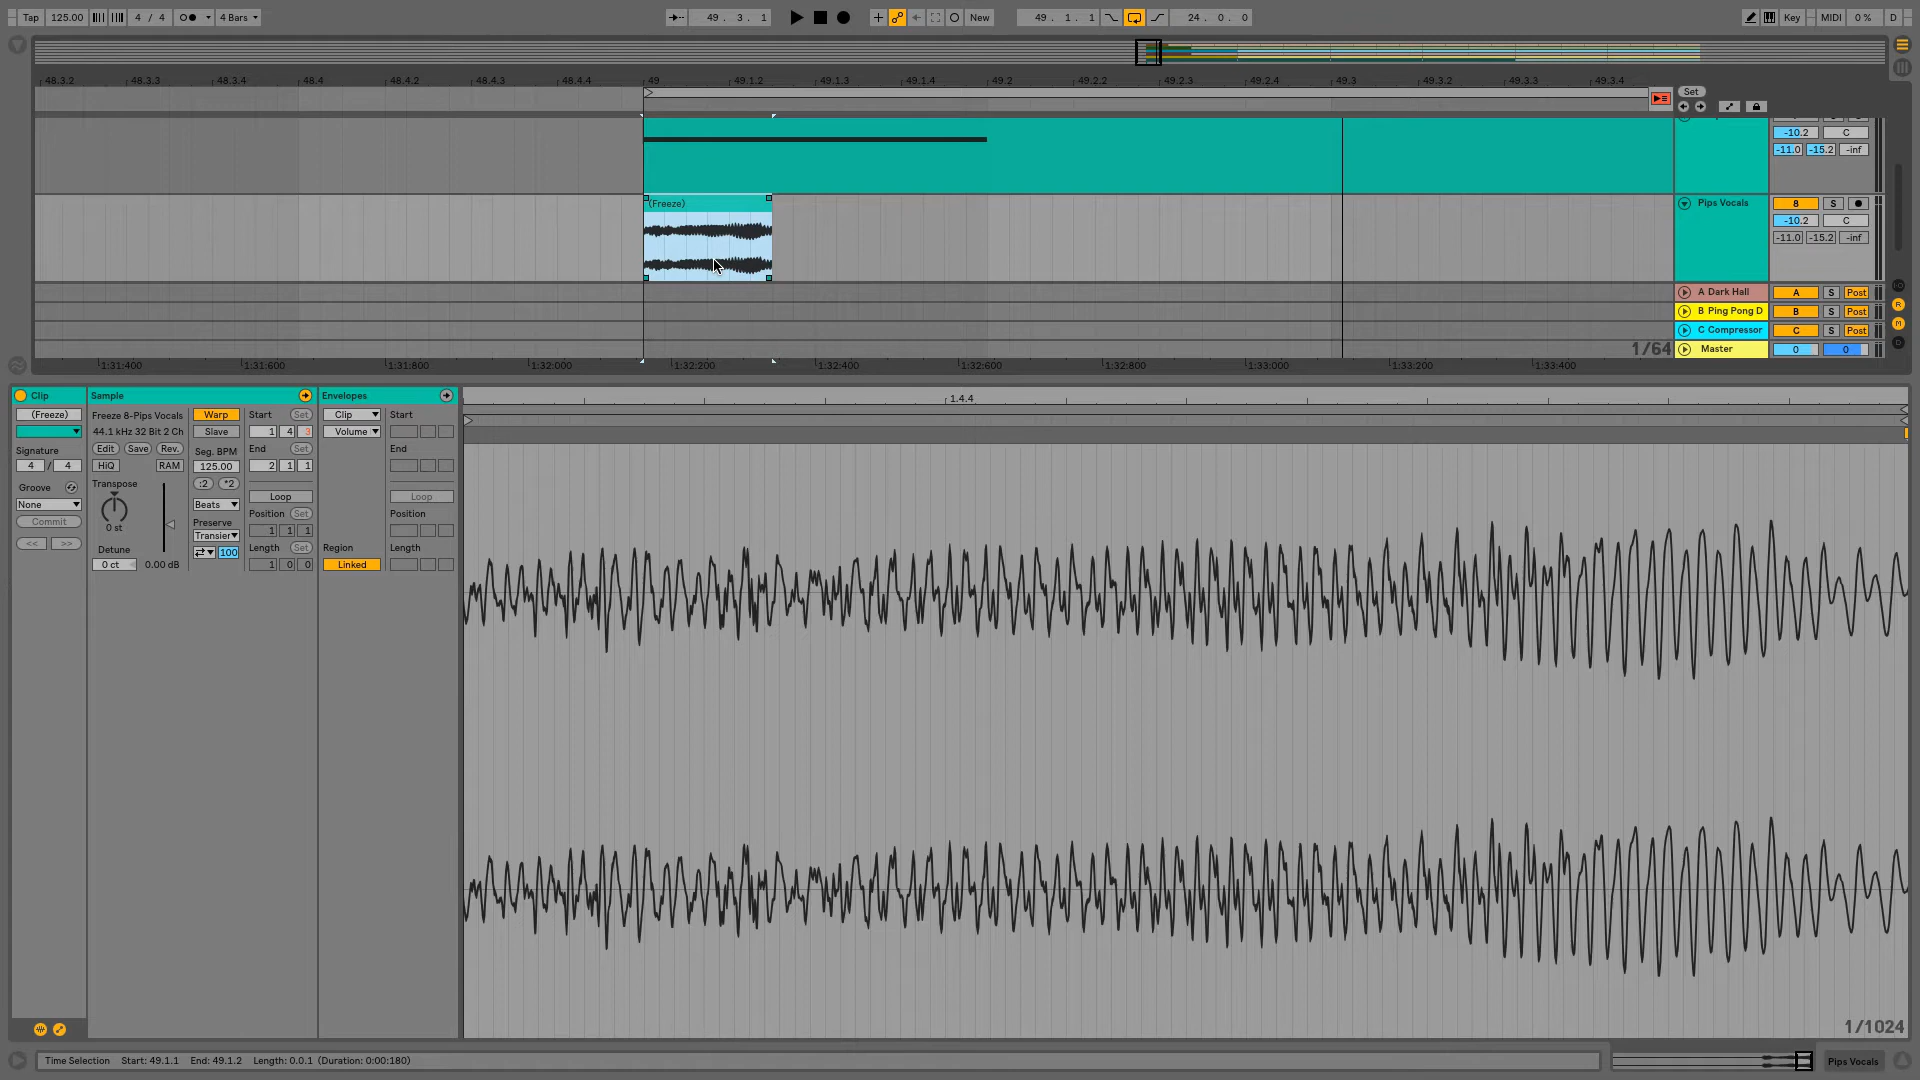 Tap 125.00 4 / 4 4 Bars 49. 3. 1 New 49. 1. 1 24. 0. 0 Key MIDI 0 % D
48.3.2 48.3.3 48.3.4 48.4 48.4.2 48.4.3 48.4.4 49 49.1.2 49.1.3 49.1.4 49.2 49.2.2 49.2.3 49.2.4 49.3 49.3.2 49.3.3 49.3.4
Set
-10.2 C
-11.0 -15.2 -inf
(Freeze)
Pips Vocals 8 S
-10.2 C
-11.0 -15.2 -inf
A Dark Hall A S Post
B Ping Pong D B S Post
C Compressor C S Post
1/64 Master 0 0
1:31:400 1:31:600 1:31:800 1:32:000 1:32:200 1:32:400 1:32:600 1:32:800 1:33:000 1:33:200 1:33:400
Clip
(Freeze)
Signature
4 / 4
Groove
None
Commit
<< >>
Sample
Freeze 8-Pips Vocals
44.1 kHz 32 Bit 2 Ch
Edit Save Rev.
HiQ RAM
Transpose
0 st
Detune
0 ct 0.00 dB
Warp
Slave
Seg. BPM
125.00
:2 *2
Beats
Preserve
Transier
100
Start Set
1 4 3
End Set
2 1 1
Loop
Position Set
1 1 1
Length Set
1 0 0
Envelopes
Clip
Volume
Region
Linked
Start
End
Loop
Position
Length
1.4.4
1/1024
Time Selection Start: 49.1.1 End: 49.1.2 Length: 0.0.1 (Duration: 0:00:180)
Pips Vocals